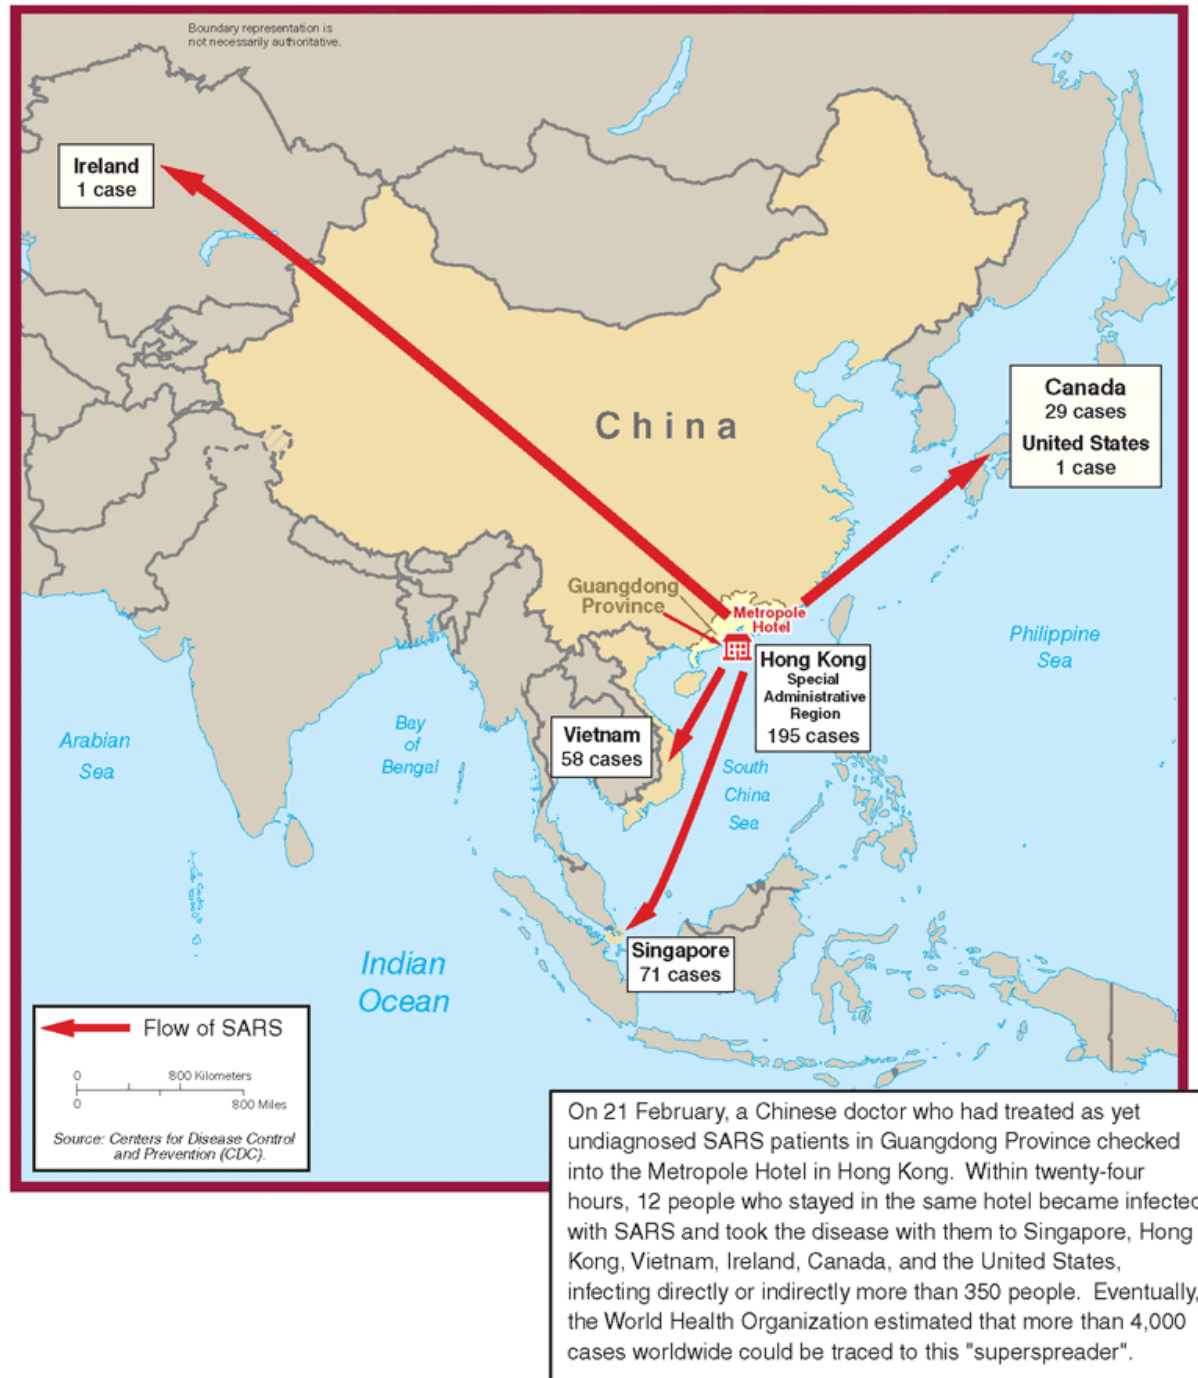 Boundary representation is
not necessarily authoritative.
Ireland
1 case
China
Canada
29 cases
United States
1 case
Guangdong
Province
Metropole
Hotel
Hong Kong
Special
Administrative
Region
195 cases
Philippine
Sea
Arabian
Sea
Bay
of
Bengal
Vietnam
58 cases
South
China
Sea
Singapore
71 cases
Indian
Ocean
Flow of SARS
0 800 Kilometers
0 800 Miles
Source: Centers for Disease Control
and Prevention (CDC).
On 21 February, a Chinese doctor who had treated as yet
undiagnosed SARS patients in Guangdong Province checked
into the Metropole Hotel in Hong Kong. Within twenty-four
hours, 12 people who stayed in the same hotel became infected
with SARS and took the disease with them to Singapore, Hong
Kong, Vietnam, Ireland, Canada, and the United States,
infecting directly or indirectly more than 350 people. Eventually,
the World Health Organization estimated that more than 4,000
cases worldwide could be traced to this "superspreader".